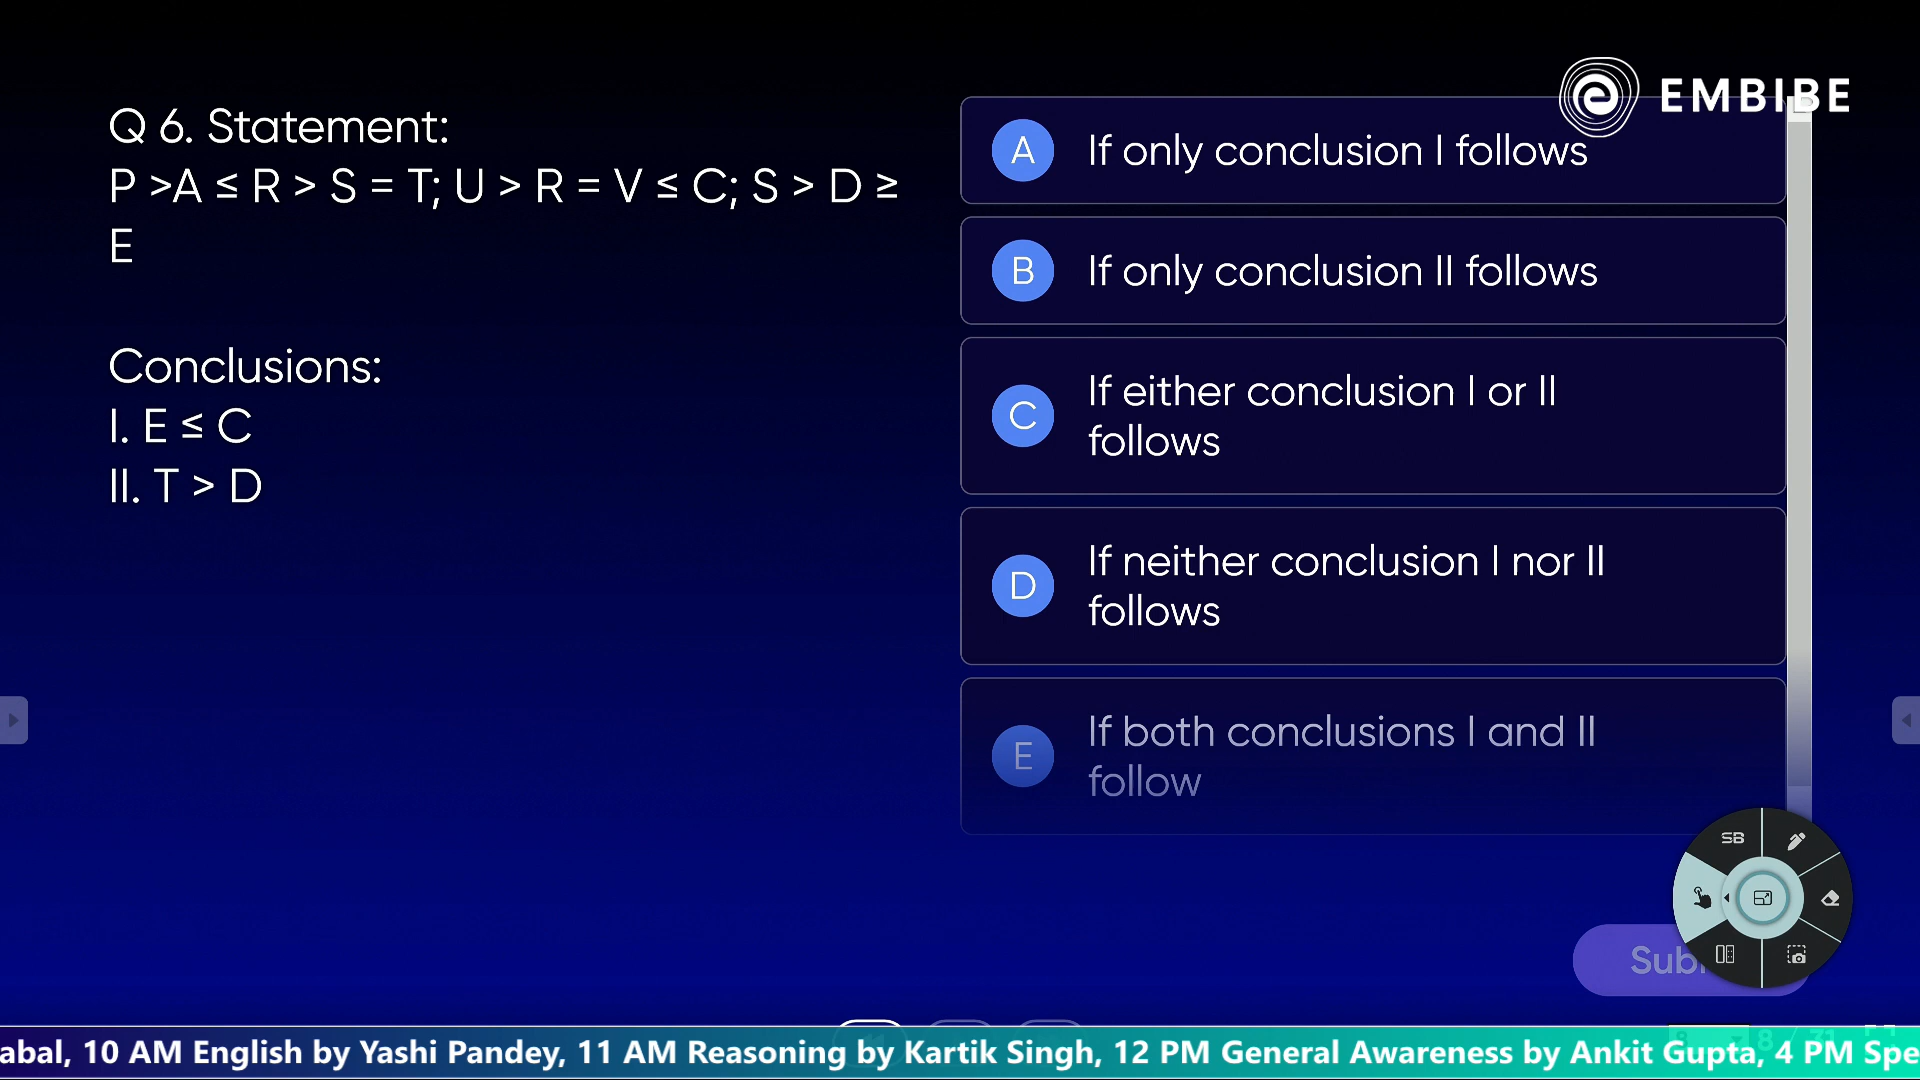 EMBIBE
Q 6. Statement:
P >A ≤ R > S = T; U > R = V ≤ C; S > D ≥
E
Conclusions:
I. E ≤ C
II. T > D
A If only conclusion I follows
B If only conclusion II follows
C If either conclusion I or II
follows
D If neither conclusion I nor II
follows
E If both conclusions I and II
follow
SB
abal, 10 AM English by Yashi Pandey, 11 AM Reasoning by Kartik Singh, 12 PM General Awareness by Ankit Gupta, 4 PM Spe